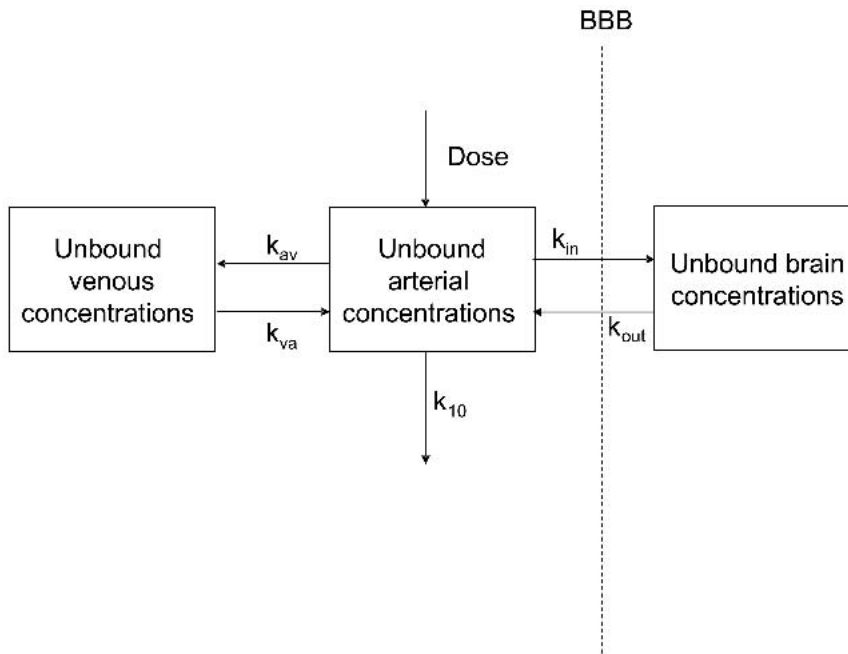 BBB
Dose
Unbound
venous
concentrations
k_av
k_va
Unbound
arterial
concentrations
k_in
k_out
Unbound brain
concentrations
k_10